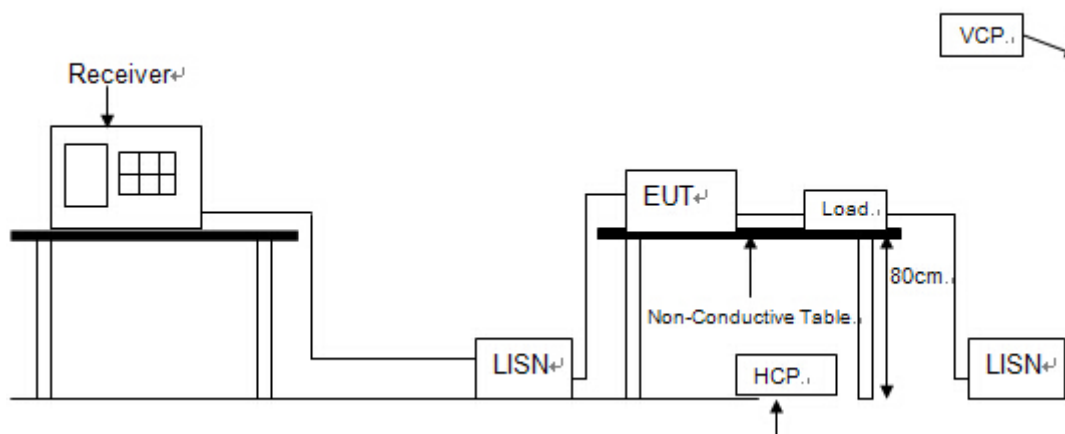 VCP.
Receiver↵
EUT↵
Load.
80cm.
Non-Conductive Table.
LISN↵
HCP.
LISN↵